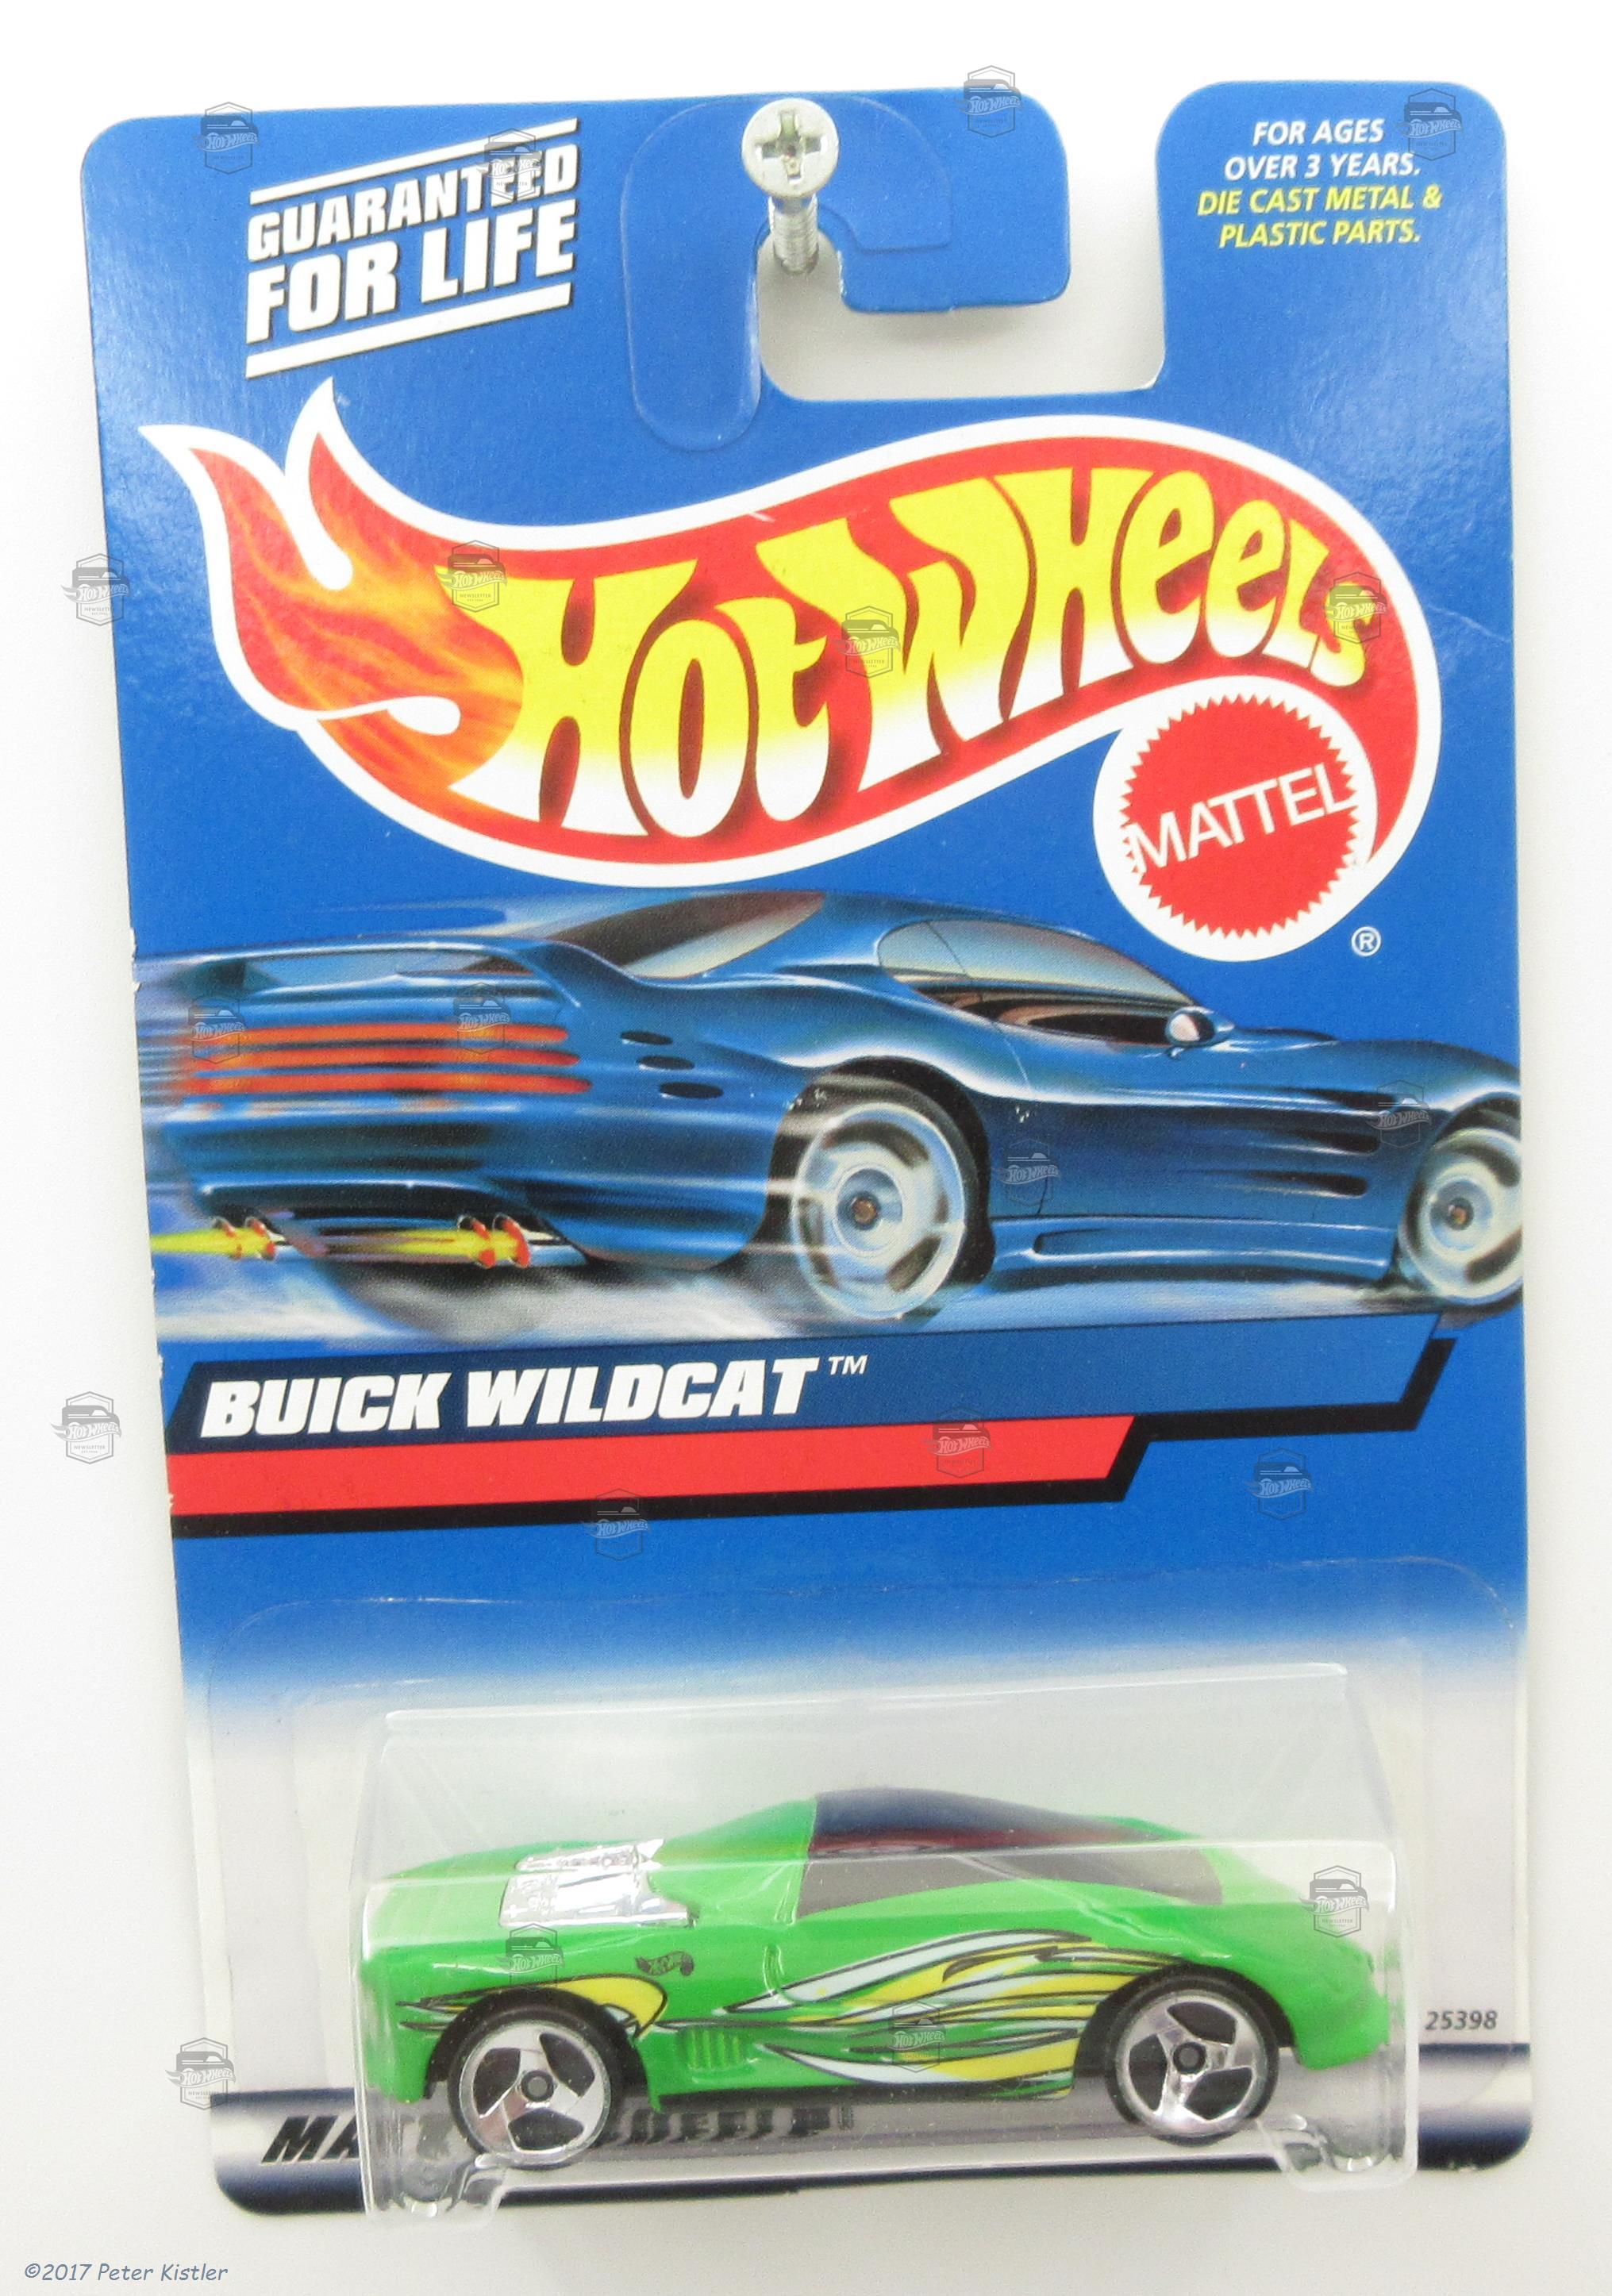 GUARANTEED
FOR LIFE
FOR AGES
OVER 3 YEARS.
DIE CAST METAL &
PLASTIC PARTS.
HOT WHEELS
MATTEL
®
BUICK WILDCAT™
25398
©2017 Peter Kistler